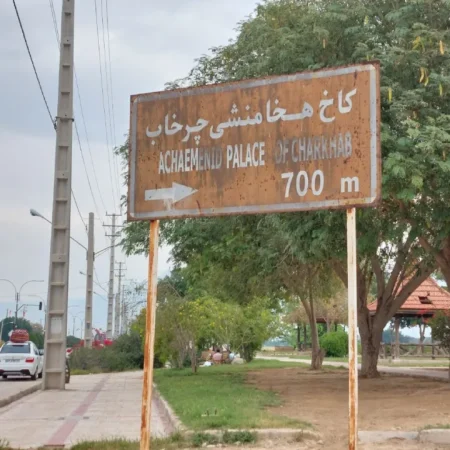 کاخ هخامنشی چرخاب
ACHAEMENID PALACE OF CHARKHAB
700 m